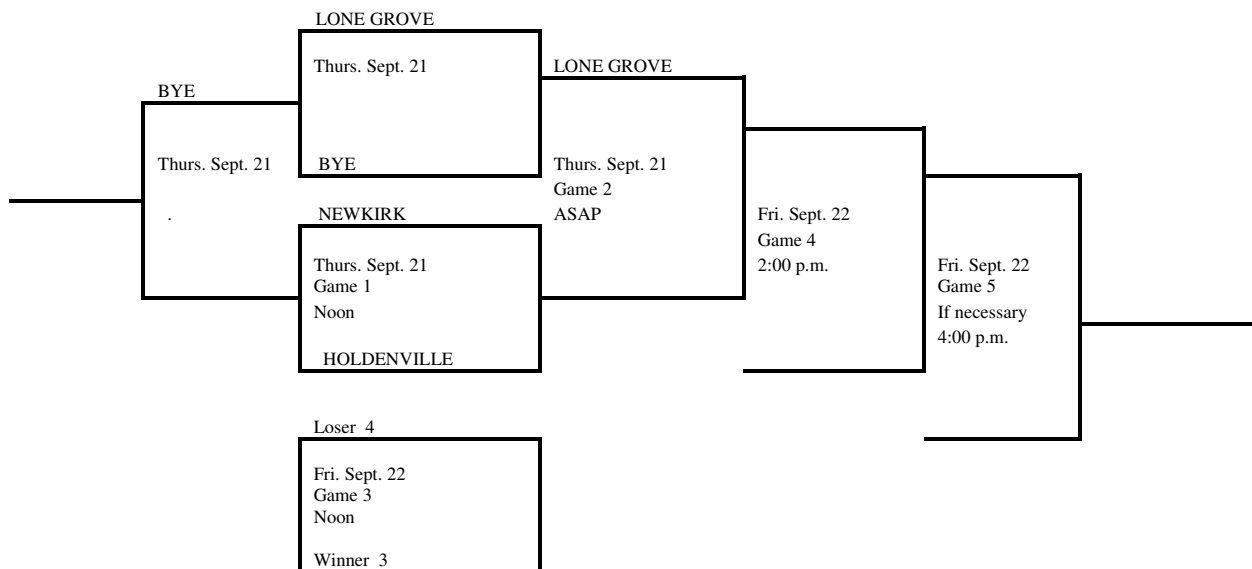 LONE GROVE
Thurs. Sept. 21
LONE GROVE
BYE
Thurs. Sept. 21
BYE
Thurs. Sept. 21
Game 2
.
NEWKIRK
ASAP
Fri. Sept. 22
Game 4
Thurs. Sept. 21
2:00 p.m.
Fri. Sept. 22
Game 1
Game 5
Noon
If necessary
4:00 p.m.
HOLDENVILLE
Loser 4
Fri. Sept. 22
Game 3
Noon
Winner 3